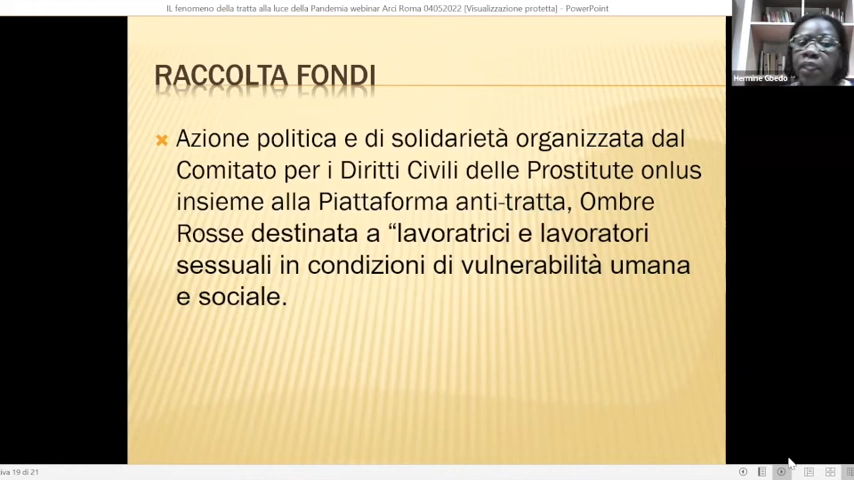 IL fenomeno della tratta alla luce della Pandemia webinar Arci Roma 04052022 [Visualizzazione protetta] - PowerPoint
Hermine Gbedo
RACCOLTA FONDI
Azione politica e di solidarietà organizzata dal
Comitato per i Diritti Civili delle Prostitute onlus
insieme alla Piattaforma anti-tratta, Ombre
Rosse destinata a “lavoratrici e lavoratori
sessuali in condizioni di vulnerabilità umana
e sociale.
iva 19 di 21